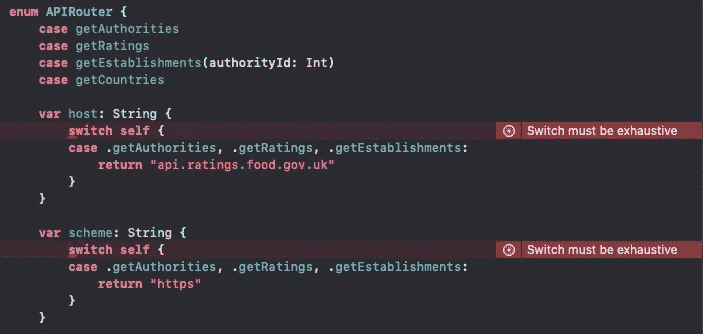 enum APIRouter {
case getAuthorities
case getRatings
case getEstablishments(authorityId: Int)
case getCountries
var host: String {
switch self { Switch must be exhaustive
case .getAuthorities, .getRatings, .getEstablishments:
return "api.ratings.food.gov.uk"
}
}
var scheme: String {
switch self { Switch must be exhaustive
case .getAuthorities, .getRatings, .getEstablishments:
return "https"
}
}